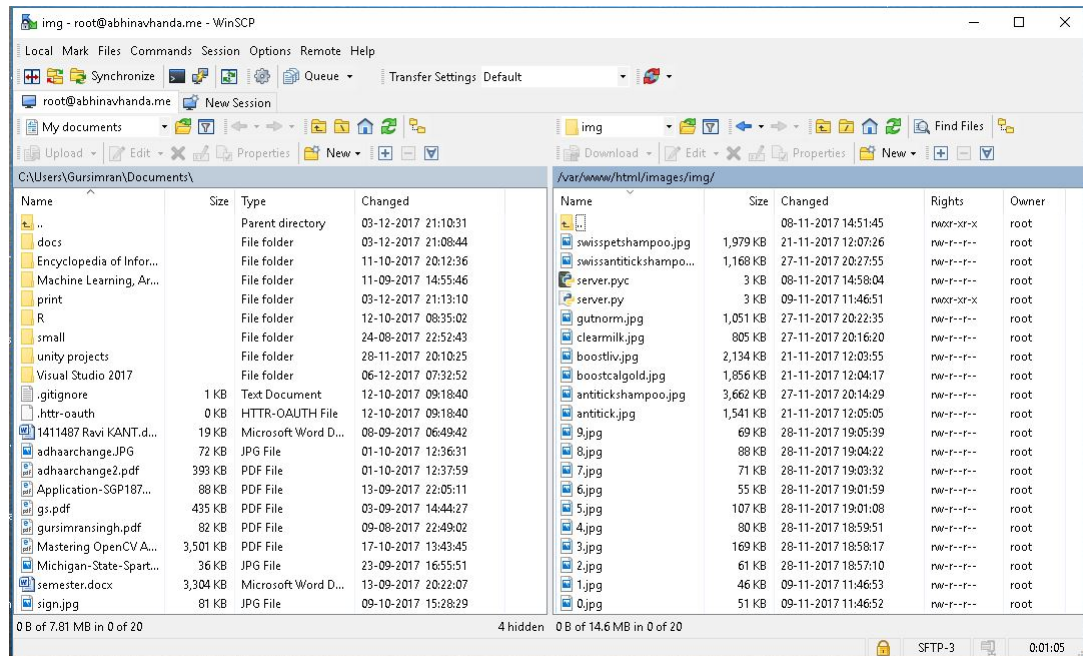 img - root@abhinavhanda.me - WinSCP
Local Mark Files Commands Session Options Remote Help
Synchronize Queue Transfer Settings Default
root@abhinavhanda.me New Session
My documents img Find Files
Upload Edit Properties New Download Edit Properties New
C:\Users\Gursimran\Documents\ /var/www/html/images/img/
Name Size Type Changed Name Size Changed Rights Owner
.. Parent directory 03-12-2017 21:10:31 .. 08-11-2017 14:51:45 rwxr-xr-x root
docs File folder 03-12-2017 21:08:44 swisspetshampoo.jpg 1,979 KB 21-11-2017 12:07:26 rw-r--r-- root
Encyclopedia of Infor... File folder 11-10-2017 20:12:36 swissantitickshampo... 1,168 KB 27-11-2017 20:27:55 rw-r--r-- root
Machine Learning, Ar... File folder 11-09-2017 14:55:46 server.pyc 3 KB 08-11-2017 14:58:04 rw-r--r-- root
print File folder 03-12-2017 21:13:10 server.py 3 KB 09-11-2017 11:46:51 rwxr-xr-x root
R File folder 12-10-2017 08:35:02 gutnorm.jpg 1,051 KB 27-11-2017 20:22:35 rw-r--r-- root
small File folder 24-08-2017 22:52:43 clearmilk.jpg 805 KB 27-11-2017 20:16:20 rw-r--r-- root
unity projects File folder 28-11-2017 20:10:25 boostliv.jpg 2,134 KB 21-11-2017 12:03:55 rw-r--r-- root
Visual Studio 2017 File folder 06-12-2017 07:32:52 boostcalgold.jpg 1,856 KB 21-11-2017 12:04:17 rw-r--r-- root
.gitignore 1 KB Text Document 12-10-2017 09:18:40 antitickshampoo.jpg 3,662 KB 27-11-2017 20:14:29 rw-r--r-- root
.httr-oauth 0 KB HTTR-OAUTH File 12-10-2017 09:18:40 antitick.jpg 1,541 KB 21-11-2017 12:05:05 rw-r--r-- root
1411487 Ravi KANT.d... 19 KB Microsoft Word D... 08-09-2017 06:49:42 9.jpg 69 KB 28-11-2017 19:05:39 rw-r--r-- root
adhaarchange.JPG 72 KB JPG File 01-10-2017 12:36:31 8.jpg 88 KB 28-11-2017 19:04:22 rw-r--r-- root
adhaarchange2.pdf 393 KB PDF File 01-10-2017 12:37:59 7.jpg 71 KB 28-11-2017 19:03:32 rw-r--r-- root
Application-SGP187... 88 KB PDF File 13-09-2017 22:05:11 6.jpg 55 KB 28-11-2017 19:01:59 rw-r--r-- root
gs.pdf 435 KB PDF File 03-09-2017 14:44:27 5.jpg 107 KB 28-11-2017 19:01:08 rw-r--r-- root
gursimransingh.pdf 82 KB PDF File 09-08-2017 22:49:02 4.jpg 80 KB 28-11-2017 18:59:51 rw-r--r-- root
Mastering OpenCV A... 3,501 KB PDF File 17-10-2017 13:43:45 3.jpg 169 KB 28-11-2017 18:58:17 rw-r--r-- root
Michigan-State-Spart... 36 KB JPG File 23-09-2017 16:55:51 2.jpg 61 KB 28-11-2017 18:57:10 rw-r--r-- root
semester.docx 3,304 KB Microsoft Word D... 13-09-2017 20:22:07 1.jpg 46 KB 09-11-2017 11:46:53 rw-r--r-- root
sign.jpg 81 KB JPG File 09-10-2017 15:28:29 0.jpg 51 KB 09-11-2017 11:46:52 rw-r--r-- root
0 B of 7.81 MB in 0 of 20 4 hidden 0 B of 14.6 MB in 0 of 20
SFTP-3 0:01:05